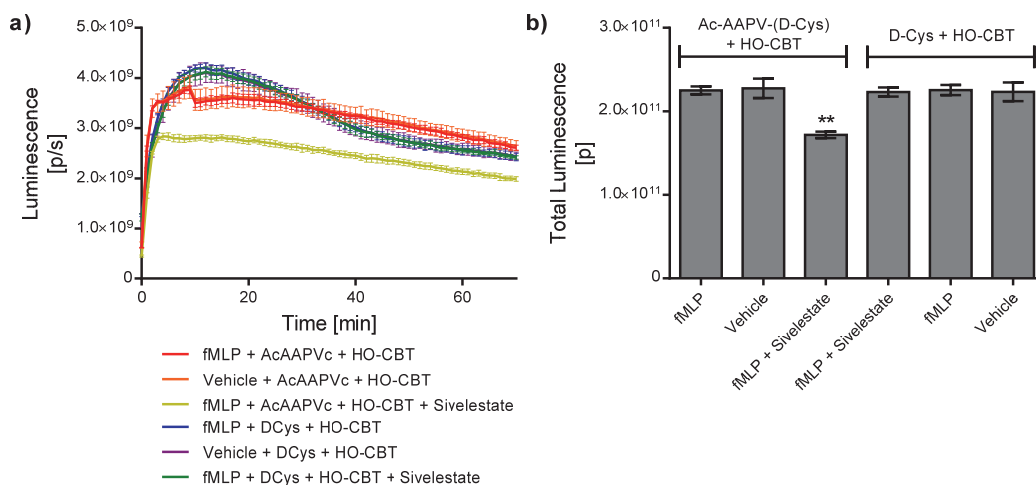 a)
5.0×10⁹
4.0×10⁹
3.0×10⁹
2.0×10⁹
1.0×10⁹
0
Luminescence
[p/s]
0
20
40
60
Time [min]
fMLP + AcAAPVc + HO-CBT
Vehicle + AcAAPVc + HO-CBT
fMLP + AcAAPVc + HO-CBT + Sivelestate
fMLP + DCys + HO-CBT
Vehicle + DCys + HO-CBT
fMLP + DCys + HO-CBT + Sivelestate
b)
Ac-AAPV-(D-Cys)
+ HO-CBT
D-Cys + HO-CBT
3.0×10¹¹
2.0×10¹¹
1.0×10¹¹
0
Total Luminescence
[p]
**
fMLP
Vehicle
fMLP + Sivelestate
fMLP + Sivelestate
fMLP
Vehicle